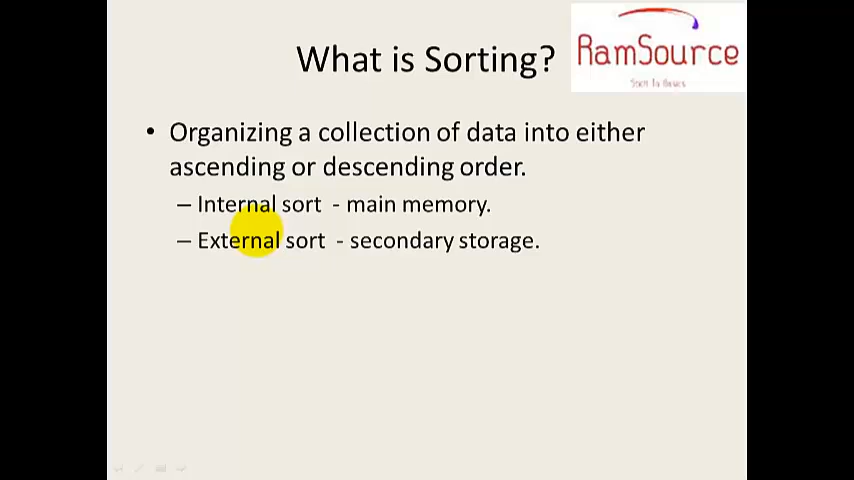 What is Sorting?
RamSource
• Organizing a collection of data into either
ascending or descending order.
– Internal sort - main memory.
– External sort - secondary storage.